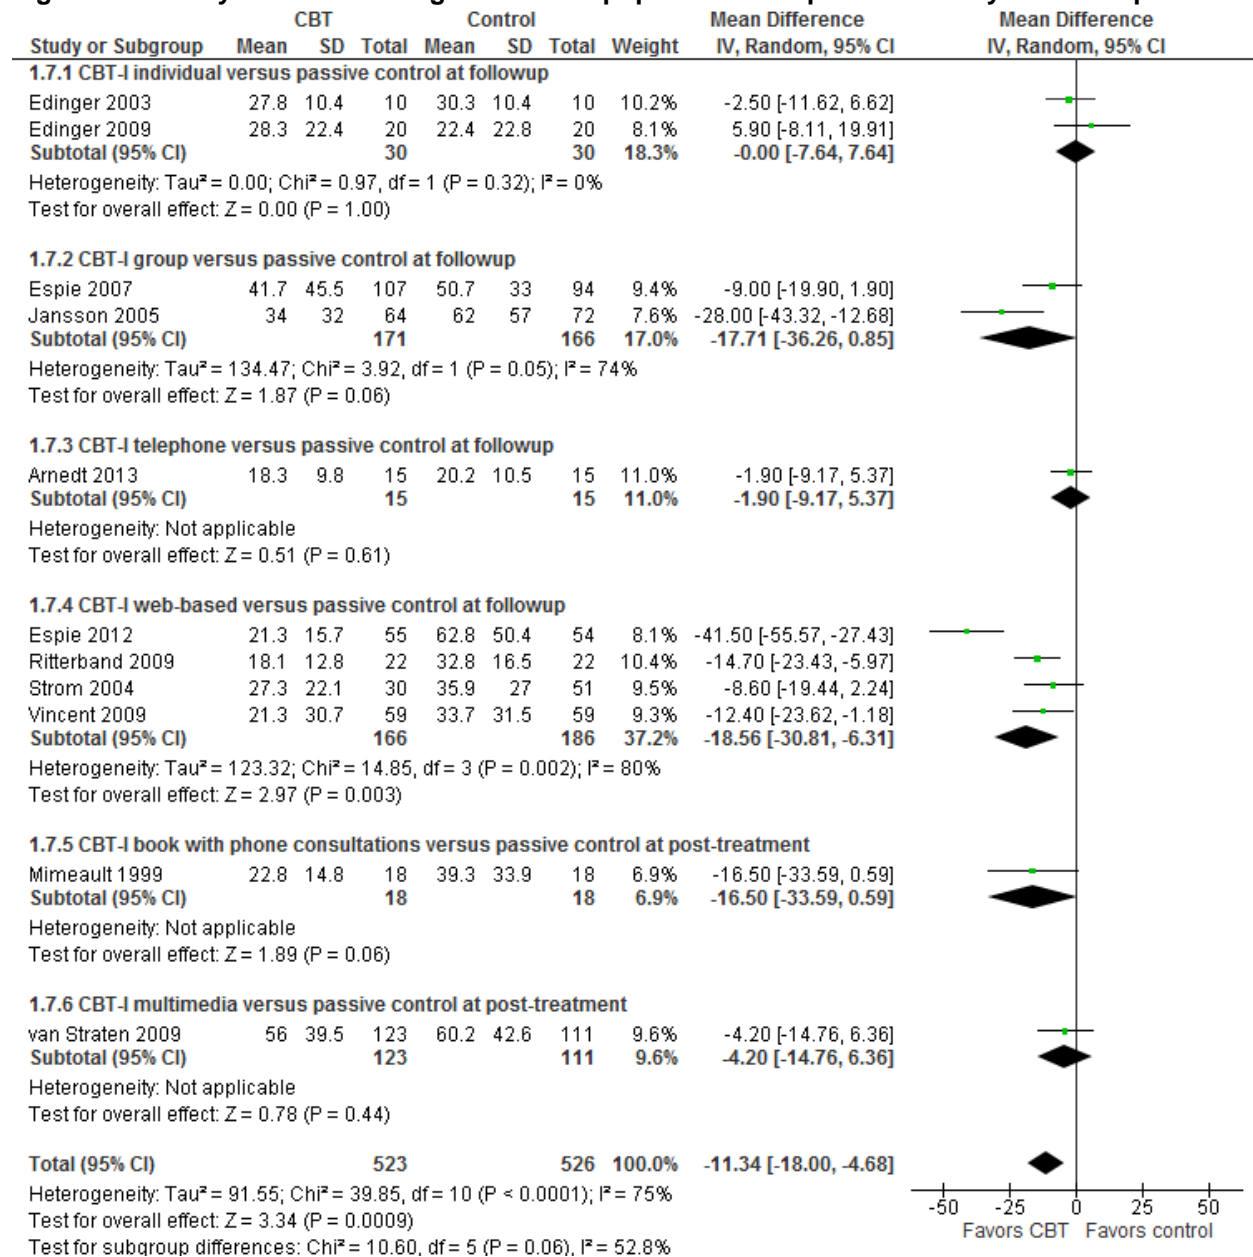 CBT Control Mean Difference Mean Difference
Study or Subgroup Mean SD Total Mean SD Total Weight IV, Random, 95% CI IV, Random, 95% CI
1.7.1 CBT-I individual versus passive control at followup
Edinger 2003 27.8 10.4 10 30.3 10.4 10 10.2% -2.50 [-11.62, 6.62]
Edinger 2009 28.3 22.4 20 22.4 22.8 20 8.1% 5.90 [-8.11, 19.91]
Subtotal (95% CI) 30 30 18.3% -0.00 [-7.64, 7.64]
Heterogeneity: Tau² = 0.00; Chi² = 0.97, df = 1 (P = 0.32); I² = 0%
Test for overall effect: Z = 0.00 (P = 1.00)
1.7.2 CBT-I group versus passive control at followup
Espie 2007 41.7 45.5 107 50.7 33 94 9.4% -9.00 [-19.90, 1.90]
Jansson 2005 34 32 64 62 57 72 7.6% -28.00 [-43.32, -12.68]
Subtotal (95% CI) 171 166 17.0% -17.71 [-36.26, 0.85]
Heterogeneity: Tau² = 134.47; Chi² = 3.92, df = 1 (P = 0.05); I² = 74%
Test for overall effect: Z = 1.87 (P = 0.06)
1.7.3 CBT-I telephone versus passive control at followup
Arnedt 2013 18.3 9.8 15 20.2 10.5 15 11.0% -1.90 [-9.17, 5.37]
Subtotal (95% CI) 15 15 11.0% -1.90 [-9.17, 5.37]
Heterogeneity: Not applicable
Test for overall effect: Z = 0.51 (P = 0.61)
1.7.4 CBT-I web-based versus passive control at followup
Espie 2012 21.3 15.7 55 62.8 50.4 54 8.1% -41.50 [-55.57, -27.43]
Ritterband 2009 18.1 12.8 22 32.8 16.5 22 10.4% -14.70 [-23.43, -5.97]
Strom 2004 27.3 22.1 30 35.9 27 51 9.5% -8.60 [-19.44, 2.24]
Vincent 2009 21.3 30.7 59 33.7 31.5 59 9.3% -12.40 [-23.62, -1.18]
Subtotal (95% CI) 166 186 37.2% -18.56 [-30.81, -6.31]
Heterogeneity: Tau² = 123.32; Chi² = 14.85, df = 3 (P = 0.002); I² = 80%
Test for overall effect: Z = 2.97 (P = 0.003)
1.7.5 CBT-I book with phone consultations versus passive control at post-treatment
Mimeault 1999 22.8 14.8 18 39.3 33.9 18 6.9% -16.50 [-33.59, 0.59]
Subtotal (95% CI) 18 18 6.9% -16.50 [-33.59, 0.59]
Heterogeneity: Not applicable
Test for overall effect: Z = 1.89 (P = 0.06)
1.7.6 CBT-I multimedia versus passive control at post-treatment
van Straten 2009 56 39.5 123 60.2 42.6 111 9.6% -4.20 [-14.76, 6.36]
Subtotal (95% CI) 123 111 9.6% -4.20 [-14.76, 6.36]
Heterogeneity: Not applicable
Test for overall effect: Z = 0.78 (P = 0.44)
Total (95% CI) 523 526 100.0% -11.34 [-18.00, -4.68]
Heterogeneity: Tau² = 91.55; Chi² = 39.85, df = 10 (P < 0.0001); I² = 75%
Test for overall effect: Z = 3.34 (P = 0.0009)
Test for subgroup differences: Chi² = 10.60, df = 5 (P = 0.06), I² = 52.8%
-50 -25 0 25 50
Favors CBT Favors control